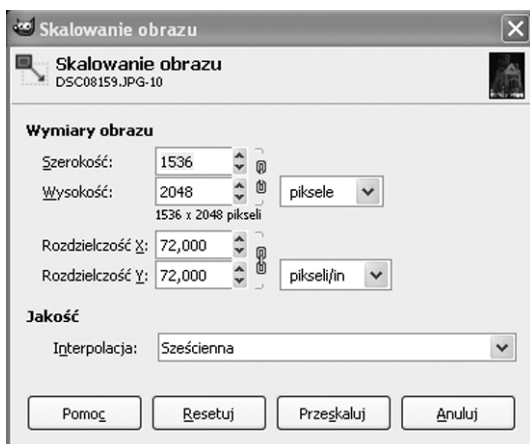 Skalowanie obrazu
Skalowanie obrazu
DSC08159.JPG-10
Wymiary obrazu
Szerokość: 1536
Wysokość: 2048 piksele
1536 x 2048 pikseli
Rozdzielczość X: 72,000
Rozdzielczość Y: 72,000 pikseli/in
Jakość
Interpolacja: Sześcienna
Pomoc Resetuj Przeskaluj Anuluj